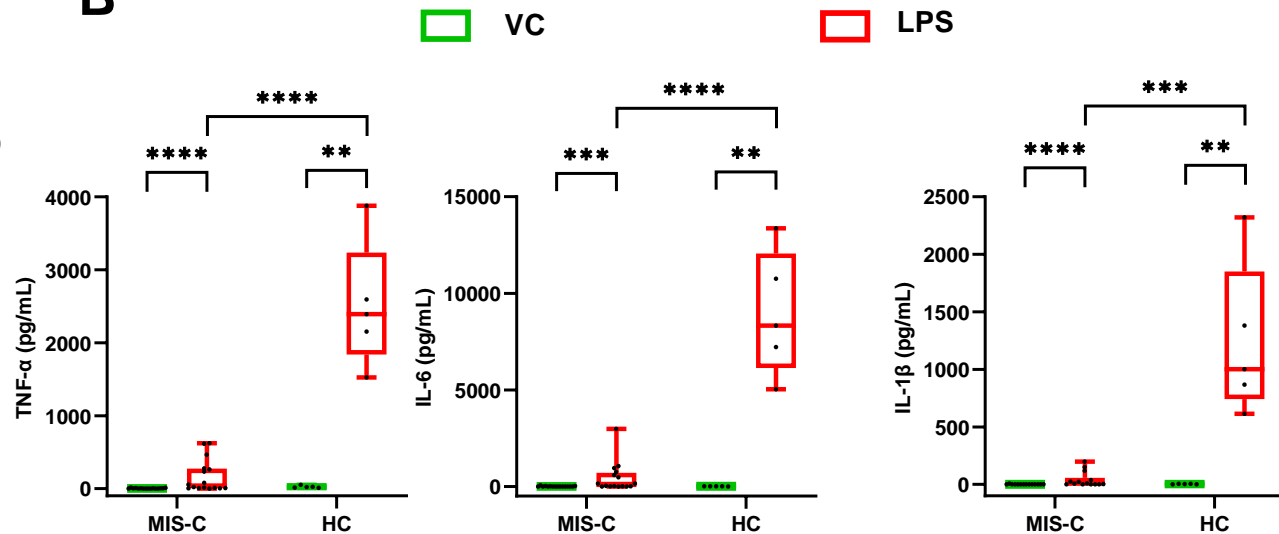 B
VC
LPS
****
****
**
TNF-α (pg/mL)
4000
3000
2000
1000
0
MIS-C
HC
****
***
**
IL-6 (pg/mL)
15000
10000
5000
0
MIS-C
HC
***
****
**
IL-1β (pg/mL)
2500
2000
1500
1000
500
0
MIS-C
HC